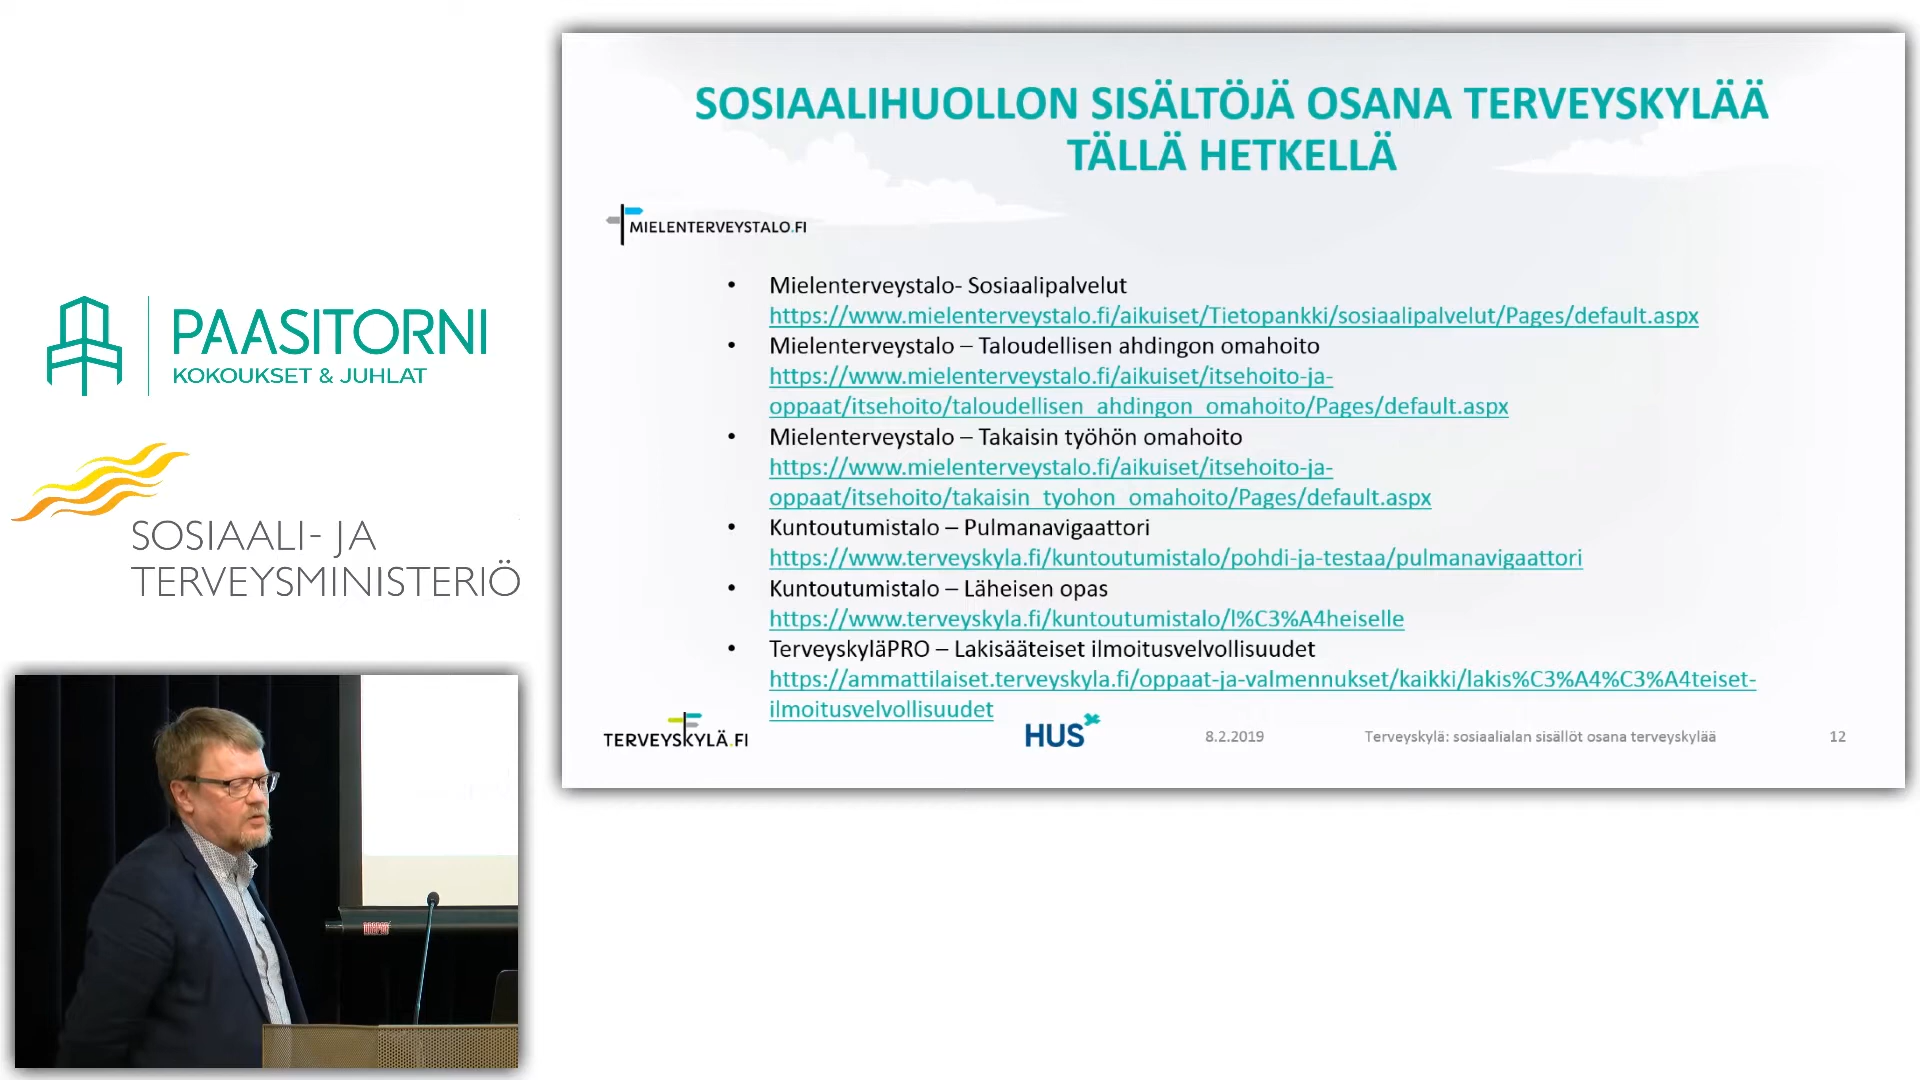 PAASITORNI
KOKOUKSET & JUHLAT
SOSIAALI- JA
TERVEYSMINISTERIÖ
SOSIAALIHUOLLON SISÄLTÖJÄ OSANA TERVEYSKYLÄÄ
TÄLLÄ HETKELLÄ
MIELENTERVEYSTALO.FI
• Mielenterveystalo- Sosiaalipalvelut
https://www.mielenterveystalo.fi/aikuiset/Tietopankki/sosiaalipalvelut/Pages/default.aspx
• Mielenterveystalo – Taloudellisen ahdingon omahoito
https://www.mielenterveystalo.fi/aikuiset/itsehoito-ja-
oppaat/itsehoito/taloudellisen_ahdingon_omahoito/Pages/default.aspx
• Mielenterveystalo – Takaisin työhön omahoito
https://www.mielenterveystalo.fi/aikuiset/itsehoito-ja-
oppaat/itsehoito/takaisin_tyohon_omahoito/Pages/default.aspx
• Kuntoutumistalo – Pulmanavigaattori
https://www.terveyskyla.fi/kuntoutumistalo/pohdi-ja-testaa/pulmanavigaattori
• Kuntoutumistalo – Läheisen opas
https://www.terveyskyla.fi/kuntoutumistalo/l%C3%A4heiselle
• TerveyskyläPRO – Lakisääteiset ilmoitusvelvollisuudet
https://ammattilaiset.terveyskyla.fi/oppaat-ja-valmennukset/kaikki/lakis%C3%A4%C3%A4teiset-
ilmoitusvelvollisuudet
TERVEYSKYLÄ.FI
HUS
8.2.2019
Terveyskylä: sosiaalialan sisällöt osana terveyskylää
12